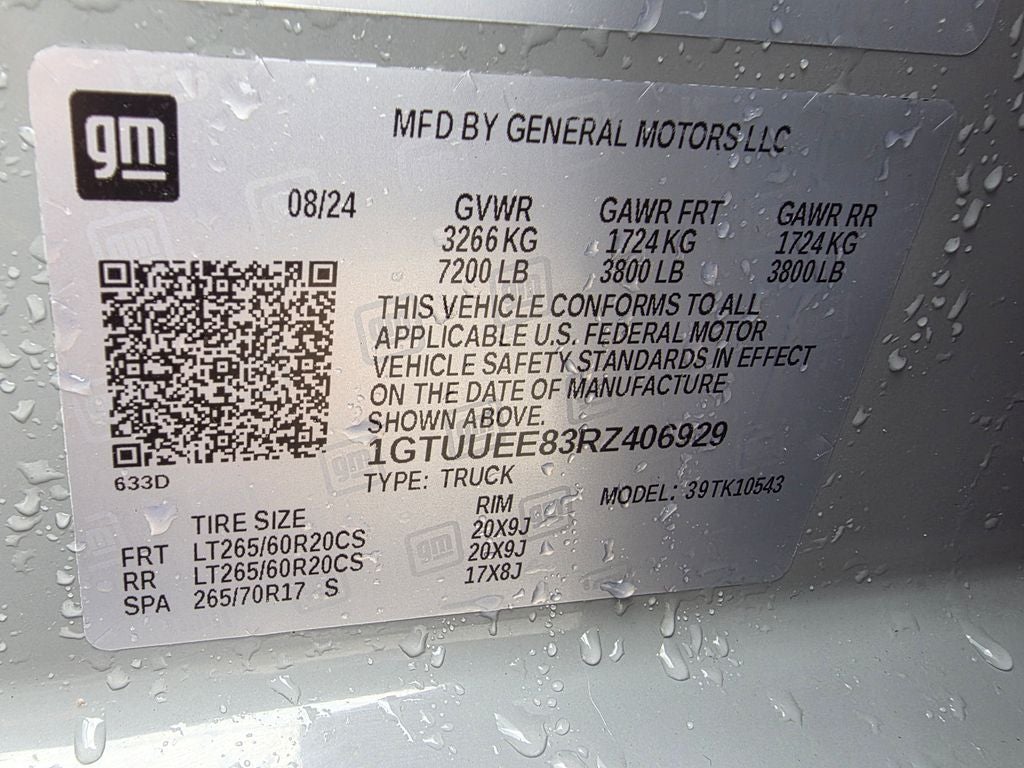 gm
MFD BY GENERAL MOTORS LLC
08/24 GVWR GAWR FRT GAWR RR
3266 KG 1724 KG 1724 KG
7200 LB 3800 LB 3800 LB
THIS VEHICLE CONFORMS TO ALL
APPLICABLE U.S. FEDERAL MOTOR
VEHICLE SAFETY STANDARDS IN EFFECT
ON THE DATE OF MANUFACTURE
SHOWN ABOVE.
1GTUUEE83RZ406929
633D
TYPE: TRUCK MODEL: 39TK10543
TIRE SIZE RIM
FRT LT265/60R20CS 20X9J
RR LT265/60R20CS 20X9J
SPA 265/70R17 S 17X8J